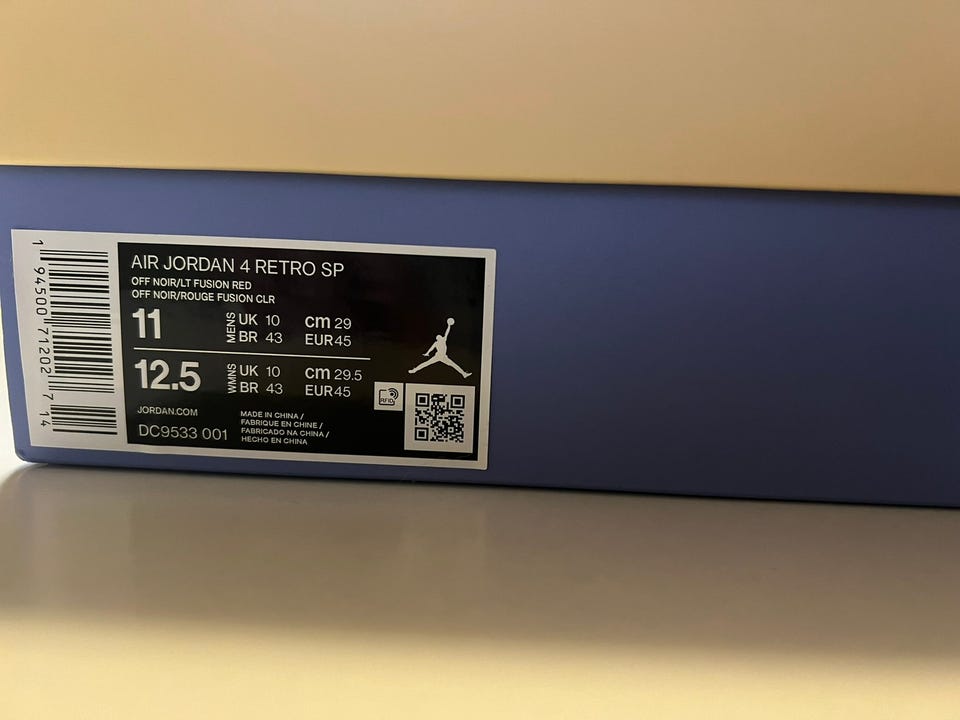 1 94500 71202 7 14
AIR JORDAN 4 RETRO SP
OFF NOIR/LT FUSION RED
OFF NOIR/ROUGE FUSION CLR
11 MENS UK 10 cm 29
BR 43 EUR 45
12.5 WMNS UK 10 cm 29.5
BR 43 EUR 45
RFID
JORDAN.COM
DC9533 001
MADE IN CHINA /
FABRIQUE EN CHINE /
FABRICADO NA CHINA /
HECHO EN CHINA